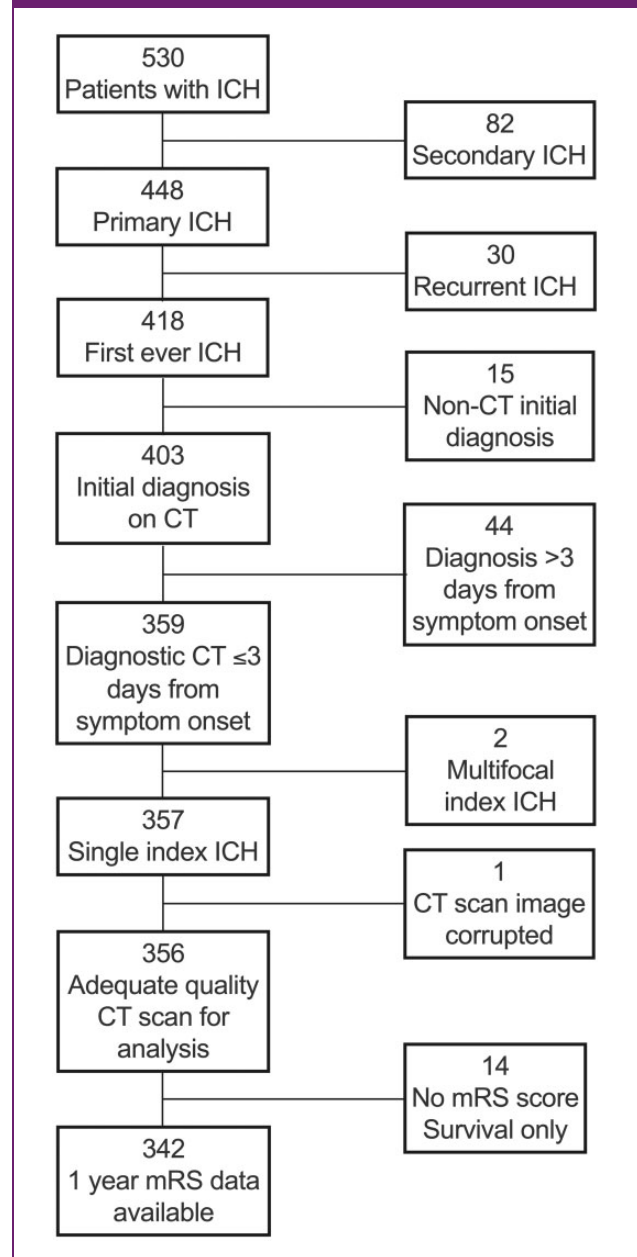 530
Patients with ICH
82
Secondary ICH
448
Primary ICH
30
Recurrent ICH
418
First ever ICH
15
Non-CT initial
diagnosis
403
Initial diagnosis
on CT
44
Diagnosis >3
days from
symptom onset
359
Diagnostic CT ≤3
days from
symptom onset
2
Multifocal
index ICH
357
Single index ICH
1
CT scan image
corrupted
356
Adequate quality
CT scan for
analysis
14
No mRS score
Survival only
342
1 year mRS data
available